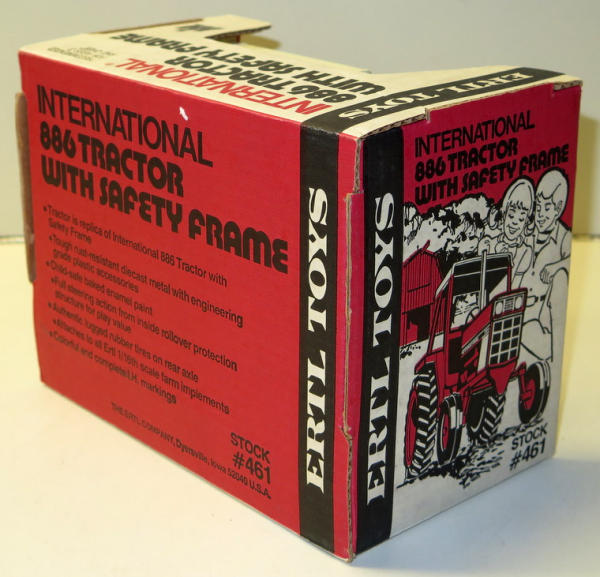 INTERNATIONAL
886 TRACTOR
WITH SAFETY FRAME
ERTL TOYS
INTERNATIONAL
886 TRACTOR
WITH SAFETY FRAME
•Tractor is replica of International 886 Tractor with
Safety Frame
•Tough rust-resistant diecast metal with engineering
grade plastic accessories
•Child-safe baked enamel paint
•Full steering action from inside rollover protection
structure for play value
•Authentic lugged rubber tires on rear axle
•Attaches to all Ertl 1/16th scale farm implements
•Colorful and complete I.H. markings
STOCK
#461
THE ERTL COMPANY, Dyersville, Iowa 52040 U.S.A.
ERTL TOYS
ERTL TOYS
INTERNATIONAL
886 TRACTOR
WITH SAFETY FRAME
STOCK
#461